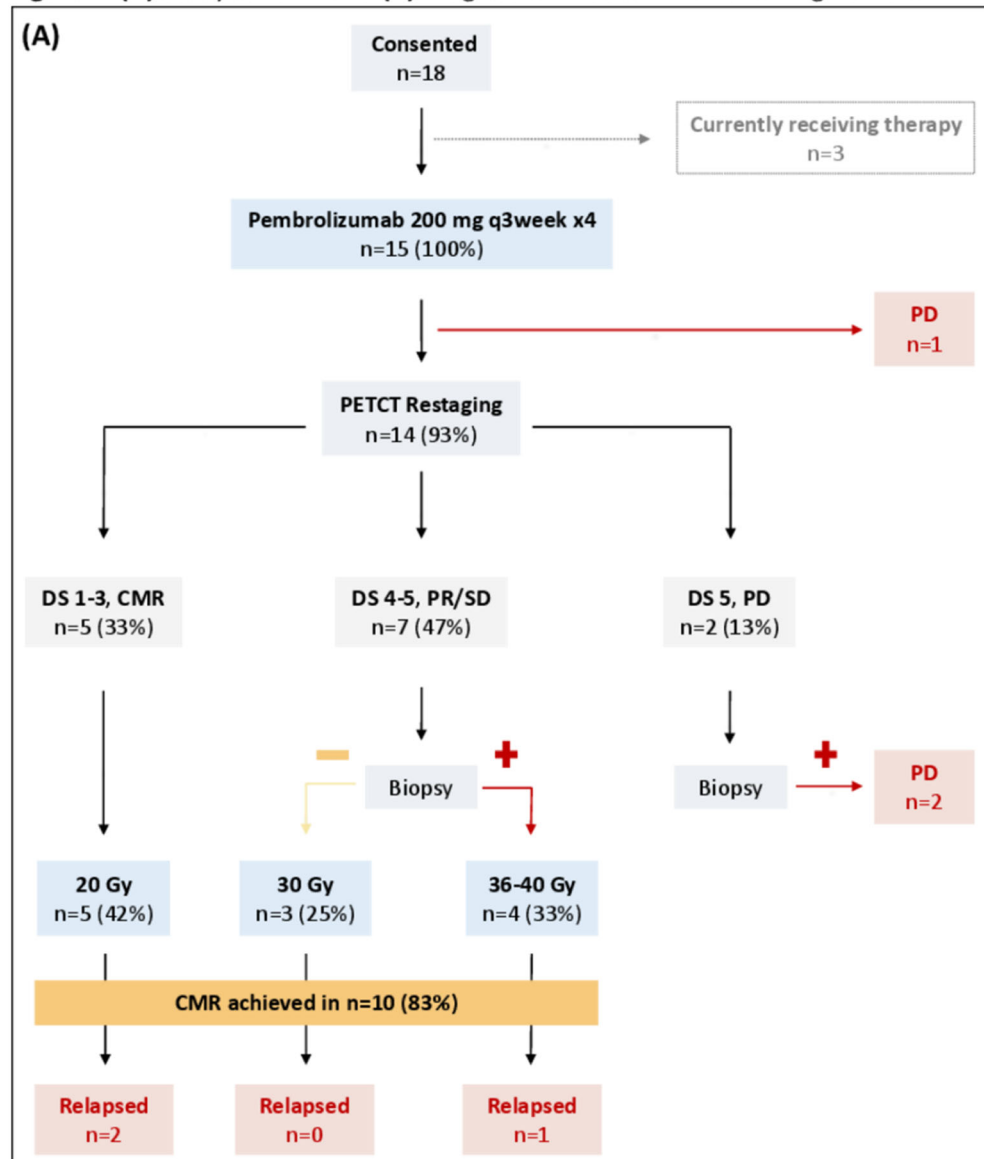 (A)
Consented
n=18
Currently receiving therapy
n=3
Pembrolizumab 200 mg q3week x4
n=15 (100%)
PD
n=1
PETCT Restaging
n=14 (93%)
DS 1-3, CMR
n=5 (33%)
DS 4-5, PR/SD
n=7 (47%)
DS 5, PD
n=2 (13%)
Biopsy
Biopsy
PD
n=2
20 Gy
n=5 (42%)
30 Gy
n=3 (25%)
36-40 Gy
n=4 (33%)
CMR achieved in n=10 (83%)
Relapsed
n=2
Relapsed
n=0
Relapsed
n=1